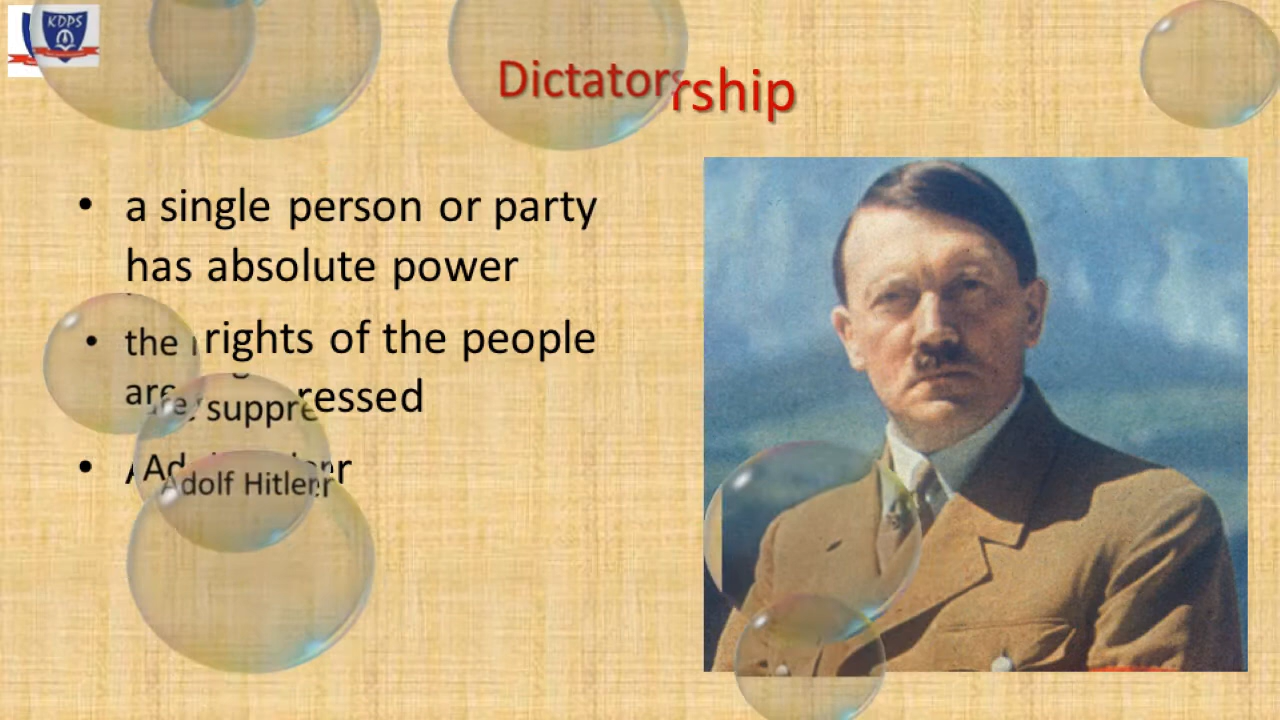 KDPS
Dictatorship
• a single person or party
has absolute power
• the rights of the people
are suppressed
• Adolf Hitler